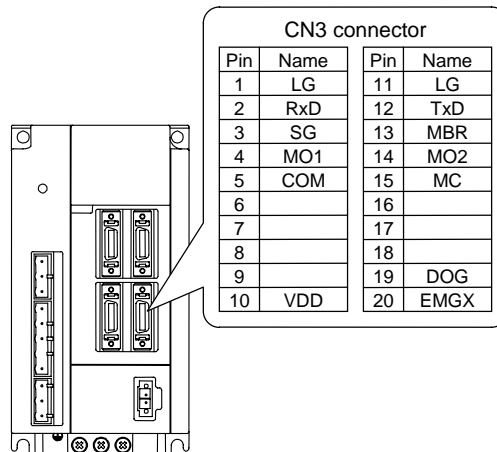 CN3 connector
Pin Name Pin Name
1 LG 11 LG
2 RxD 12 TxD
3 SG 13 MBR
4 MO1 14 MO2
5 COM 15 MC
6 16
7 17
8 18
9 19 DOG
10 VDD 20 EMGX